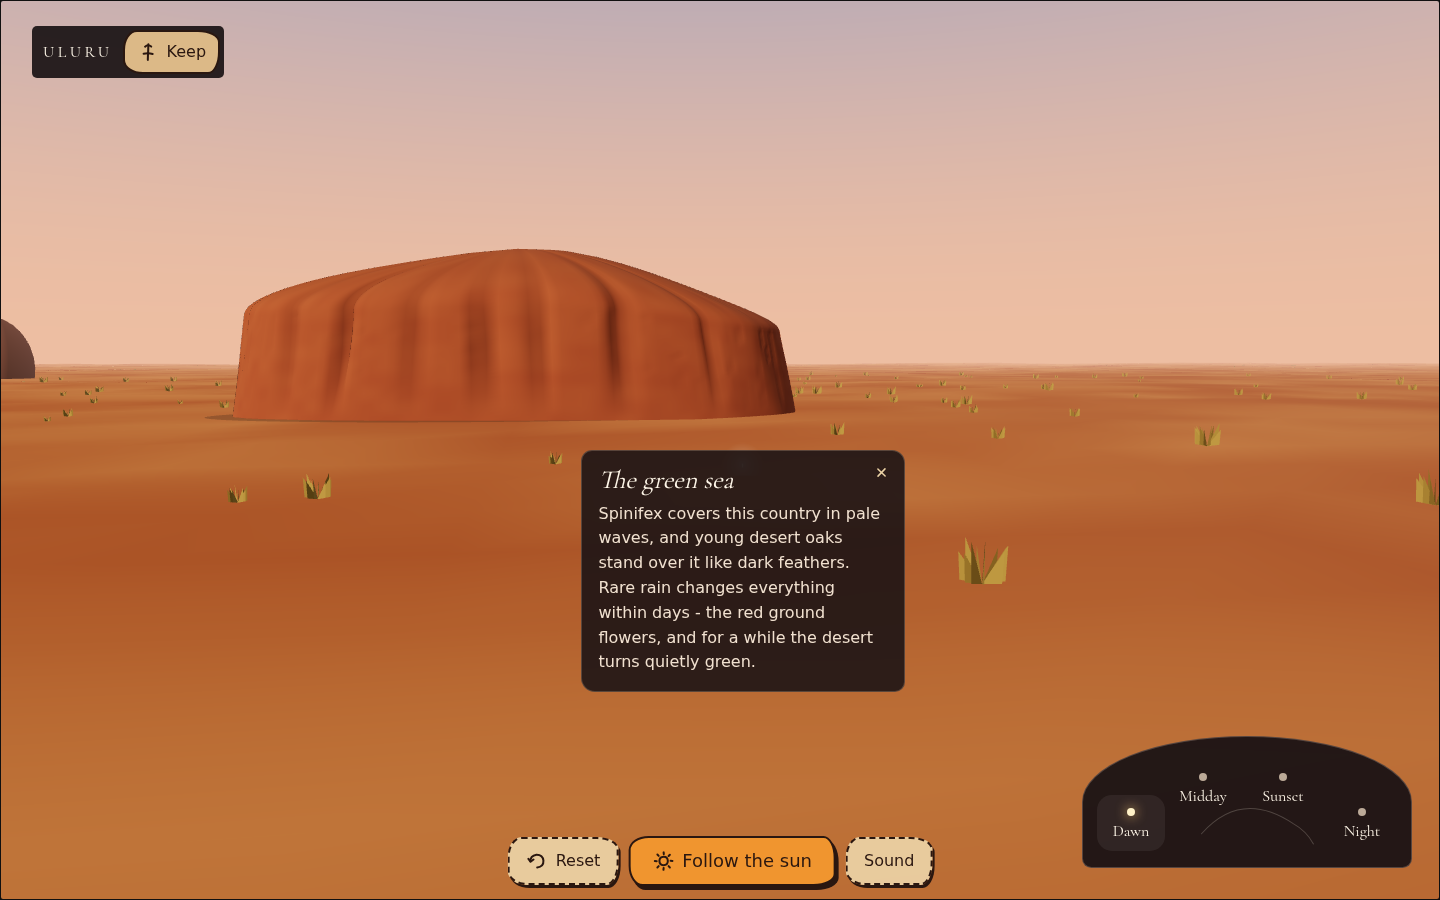 ULURU
Keep
The green sea
✕
Spinifex covers this country in pale
waves, and young desert oaks
stand over it like dark feathers.
Rare rain changes everything
within days - the red ground
flowers, and for a while the desert
turns quietly green.
Midday
Sunset
Dawn
Night
Reset
Follow the sun
Sound